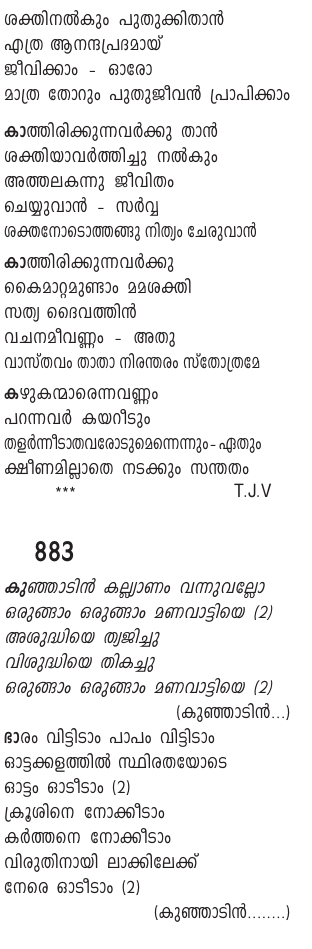 ശക്തിനൽകും പുതുക്കിതാൻ
എത്ര ആനന്ദപ്രദമായ്
ജീവിക്കാം - ഓരോ
മാത്ര തോറും പുതുജീവൻ പ്രാപിക്കാം
കാത്തിരിക്കുന്നവർക്കു താൻ
ശക്തിയാവർത്തിച്ചു നൽകും
അത്തലകന്നു ജീവിതം
ചെയ്യുവാൻ - സർവ്വ
ശക്തനോടൊത്തങ്ങു നിത്യം ചേരുവാൻ
കാത്തിരിക്കുന്നവർക്കു
കൈമാറ്റമുണ്ടാം മമശക്തി
സത്യ ദൈവത്തിൻ
വചനമീവണ്ണം - അതു
വാസ്തവം താതാ നിരന്തരം സ്തോത്രമേ
കഴുകന്മാരെന്നവണ്ണം
പറന്നവർ കയറീടും
തളർന്നീടാതവരോടുമെന്നെന്നും - ഏതും
ക്ഷീണമില്ലാതെ നടക്കും സന്തതം
*** T.J.V
883
കുഞ്ഞാടിൻ കല്ല്യാണം വന്നുവല്ലോ
ഒരുങ്ങാം ഒരുങ്ങാം മണവാട്ടിയെ (2)
അശുദ്ധിയെ ത്യജിച്ചു
വിശുദ്ധിയെ തികച്ചു
ഒരുങ്ങാം ഒരുങ്ങാം മണവാട്ടിയെ (2)
(കുഞ്ഞാടിൻ...)
ഭാരം വിട്ടിടാം പാപം വിട്ടിടാം
ഓട്ടക്കളത്തിൽ സ്ഥിരതയോടെ
ഓട്ടം ഓടീടാം (2)
ക്രൂശിനെ നോക്കീടാം
കർത്തനെ നോക്കീടാം
വിരുതിനായി ലാക്കിലേക്ക്
നേരെ ഓടീടാം (2)
(കുഞ്ഞാടിൻ........)